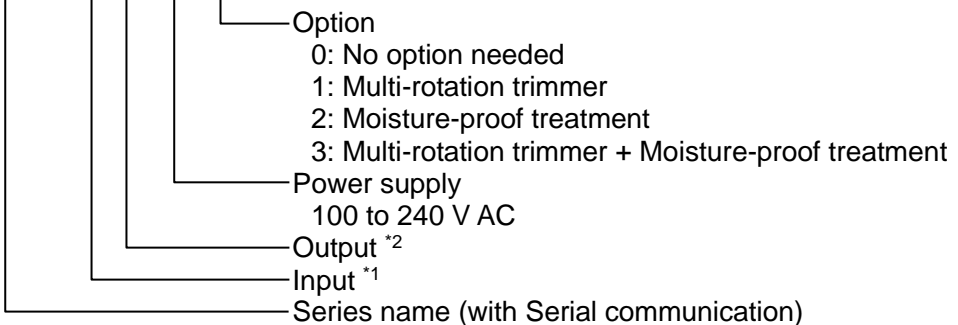 Option
0: No option needed
1: Multi-rotation trimmer
2: Moisture-proof treatment
3: Multi-rotation trimmer + Moisture-proof treatment
Power supply
100 to 240 V AC
Output *2
Input *1
Series name (with Serial communication)